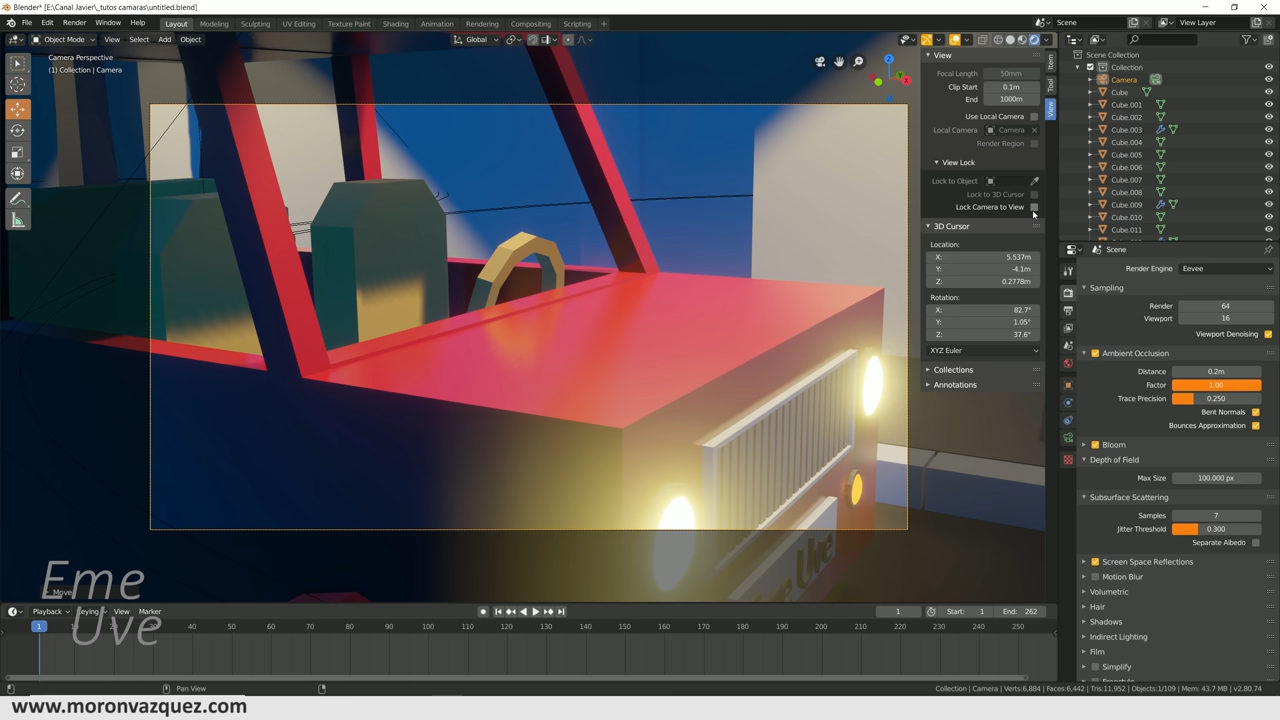 Blender* [E:\Canal Javier\_tutos camaras\untitled.blend]
File Edit Render Window Help
Layout Modeling Sculpting UV Editing Texture Paint Shading Animation Rendering Compositing Scripting +
Scene View Layer
Object Mode View Select Add Object Global
Camera Perspective
(1) Collection | Camera
View
Focal Length 50mm
Clip Start 0.1m
End 1000m
Use Local Camera
Local Camera Camera
Render Region
View Lock
Lock to Object
Lock to 3D Cursor
Lock Camera to View
3D Cursor
Location:
X: 5.537m
Y: -4.1m
Z: 0.2778m
Rotation:
X: 82.7°
Y: 1.05°
Z: 37.6°
XYZ Euler
Collections
Annotations
Item
Tool
View
Scene Collection
Collection
Camera
Cube
Cube.001
Cube.002
Cube.003
Cube.004
Cube.005
Cube.006
Cube.007
Cube.008
Cube.009
Cube.010
Cube.011
Scene
Render Engine Eevee
Sampling
Render 64
Viewport 16
Viewport Denoising
Ambient Occlusion
Distance 0.2m
Factor 1.00
Trace Precision 0.250
Bent Normals
Bounces Approximation
Bloom
Depth of Field
Max Size 100.000 px
Subsurface Scattering
Samples 7
Jitter Threshold 0.300
Separate Albedo
Screen Space Reflections
Motion Blur
Volumetric
Hair
Shadows
Indirect Lighting
Film
Simplify
Move
Eme
Uve
Playback Keying View Marker 1 Start: 1 End: 262
1 30 40 50 60 70 80 90 100 110 120 130 140 150 160 170 180 190 200 210 220 230 240 250
Pan View
Collection | Camera | Verts:6,884 | Faces:6,442 | Tris:11,952 | Objects:1/109 | Mem: 43.7 MB | v2.80.74
www.moronvazquez.com